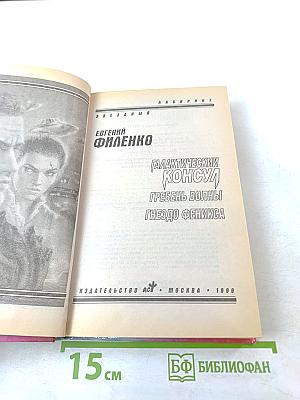 ЗВЕЗДНЫЙ ЛАБИРИНТ
ЕВГЕНИЙ
ФИЛЕНКО
ГАЛАКТИЧЕСКИЙ
КОНСУЛ
ГРЕБЕНЬ ВОЛНЫ
ГНЕЗДО ФЕНИКСА
ИЗДАТЕЛЬСТВО АСТ • МОСКВА • 1999
15 см
БФ БИБЛИОФАН